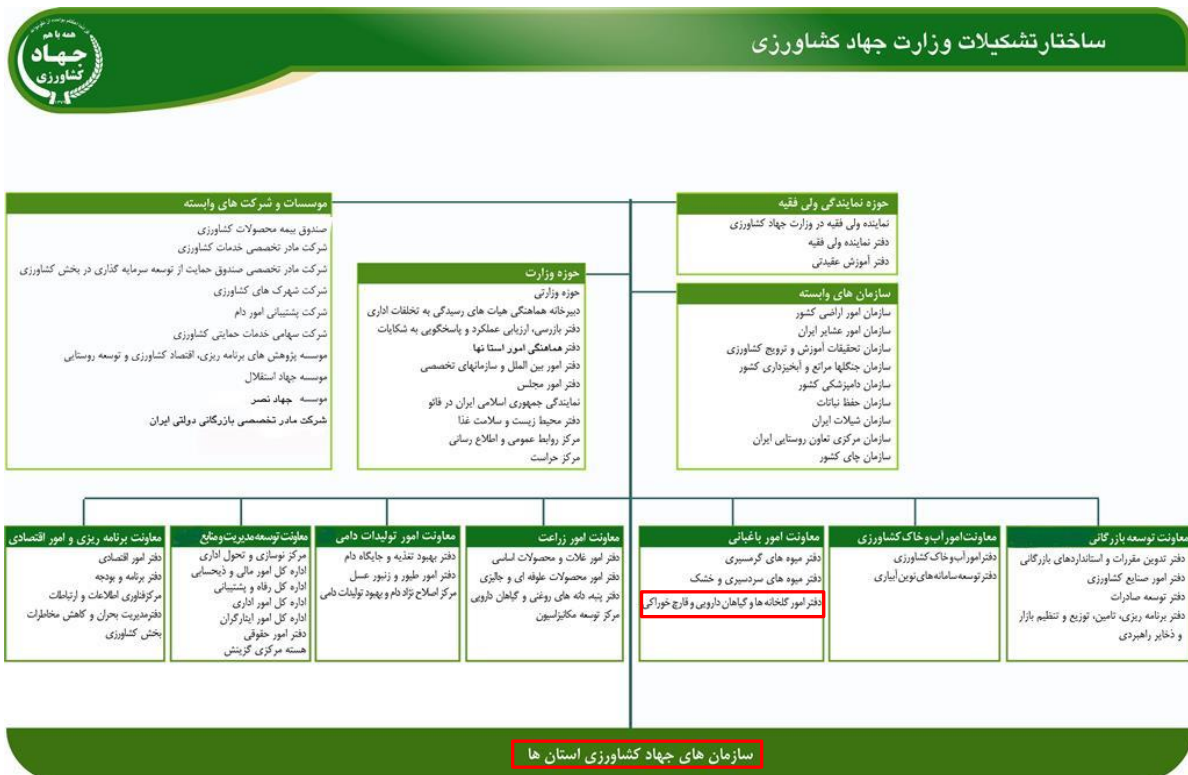 ساختار تشکیلات وزارت جهاد کشاورزی
همه با هم
جهاد
کشاورزی
حوزه نمایندگی ولی فقیه
نماینده ولی فقیه در وزارت جهاد کشاورزی
دفتر نماینده ولی فقیه
دفتر آموزش عقیدتی
سازمان های وابسته
سازمان امور اراضی کشور
سازمان امور عشایر ایران
سازمان تحقیقات آموزش و ترویج کشاورزی
سازمان جنگلها مراتع و آبخیزداری کشور
سازمان دامپزشکی کشور
سازمان حفظ نباتات
سازمان شیلات ایران
سازمان مرکزی تعاون روستایی ایران
سازمان چای کشور
حوزه وزارت
حوزه وزارتی
دبیرخانه هماهنگی هیات های رسیدگی به تخلفات اداری
دفتر بازرسی، ارزیابی عملکرد و پاسخگویی به شکایات
دفتر هماهنگی امور استا نها
دفتر امور بین الملل و سازمانهای تخصصی
دفتر امور مجلس
نمایندگی جمهوری اسلامی ایران در فائو
دفتر محیط زیست و سلامت غذا
مرکز روابط عمومی و اطلاع رسانی
مرکز حراست
موسسات و شرکت های وابسته
صندوق بیمه محصولات کشاورزی
شرکت مادر تخصصی خدمات کشاورزی
شرکت مادر تخصصی صندوق حمایت از توسعه سرمایه گذاری در بخش کشاورزی
شرکت شهرک های کشاورزی
شرکت پشتیبانی امور دام
شرکت سهامی خدمات حمایتی کشاورزی
موسسه پژوهش های برنامه ریزی، اقتصاد کشاورزی و توسعه روستایی
موسسه جهاد استقلال
موسسه جهاد نصر
شرکت مادر تخصصی بازرگانی دولتی ایران
معاونت توسعه بازرگانی
دفتر تدوین مقررات و استانداردهای بازرگانی
دفتر امور صنایع کشاورزی
دفتر توسعه صادرات
دفتر برنامه ریزی، تامین، توزیع و تنظیم بازار
و ذخایر راهبردی
معاونت امور آب و خاک کشاورزی
دفتر امور آب و خاک کشاورزی
دفتر توسعه سامانه های نوین آبیاری
معاونت امور باغبانی
دفتر میوه های گرمسیری
دفتر میوه های سردسیری و خشک
دفتر امور گلخانه ها و گیاهان دارویی و قارچ خوراکی
معاونت امور زراعت
دفتر امور غلات و محصولات اساسی
دفتر امور محصولات علوفه ای و جالیزی
دفتر پنبه، دانه های روغنی و گیاهان دارویی
مرکز توسعه مکانیزاسیون
معاونت امور تولیدات دامی
دفتر بهبود تغذیه و جایگاه دام
دفتر امور طیور و زنبور عسل
مرکز اصلاح نژاد دام و بهبود تولیدات دامی
معاونت توسعه مدیریت و منابع
مرکز نوسازی و تحول اداری
اداره کل امور مالی و ذیحسابی
اداره کل رفاه و پشتیبانی
اداره کل امور اداری
اداره کل امور ایثارگران
دفتر امور حقوقی
هسته مرکزی گزینش
معاونت برنامه ریزی و امور اقتصادی
دفتر امور اقتصادی
دفتر برنامه و بودجه
مرکز فناوری اطلاعات و ارتباطات
دفتر مدیریت بحران و کاهش مخاطرات
بخش کشاورزی
سازمان های جهاد کشاورزی استان ها